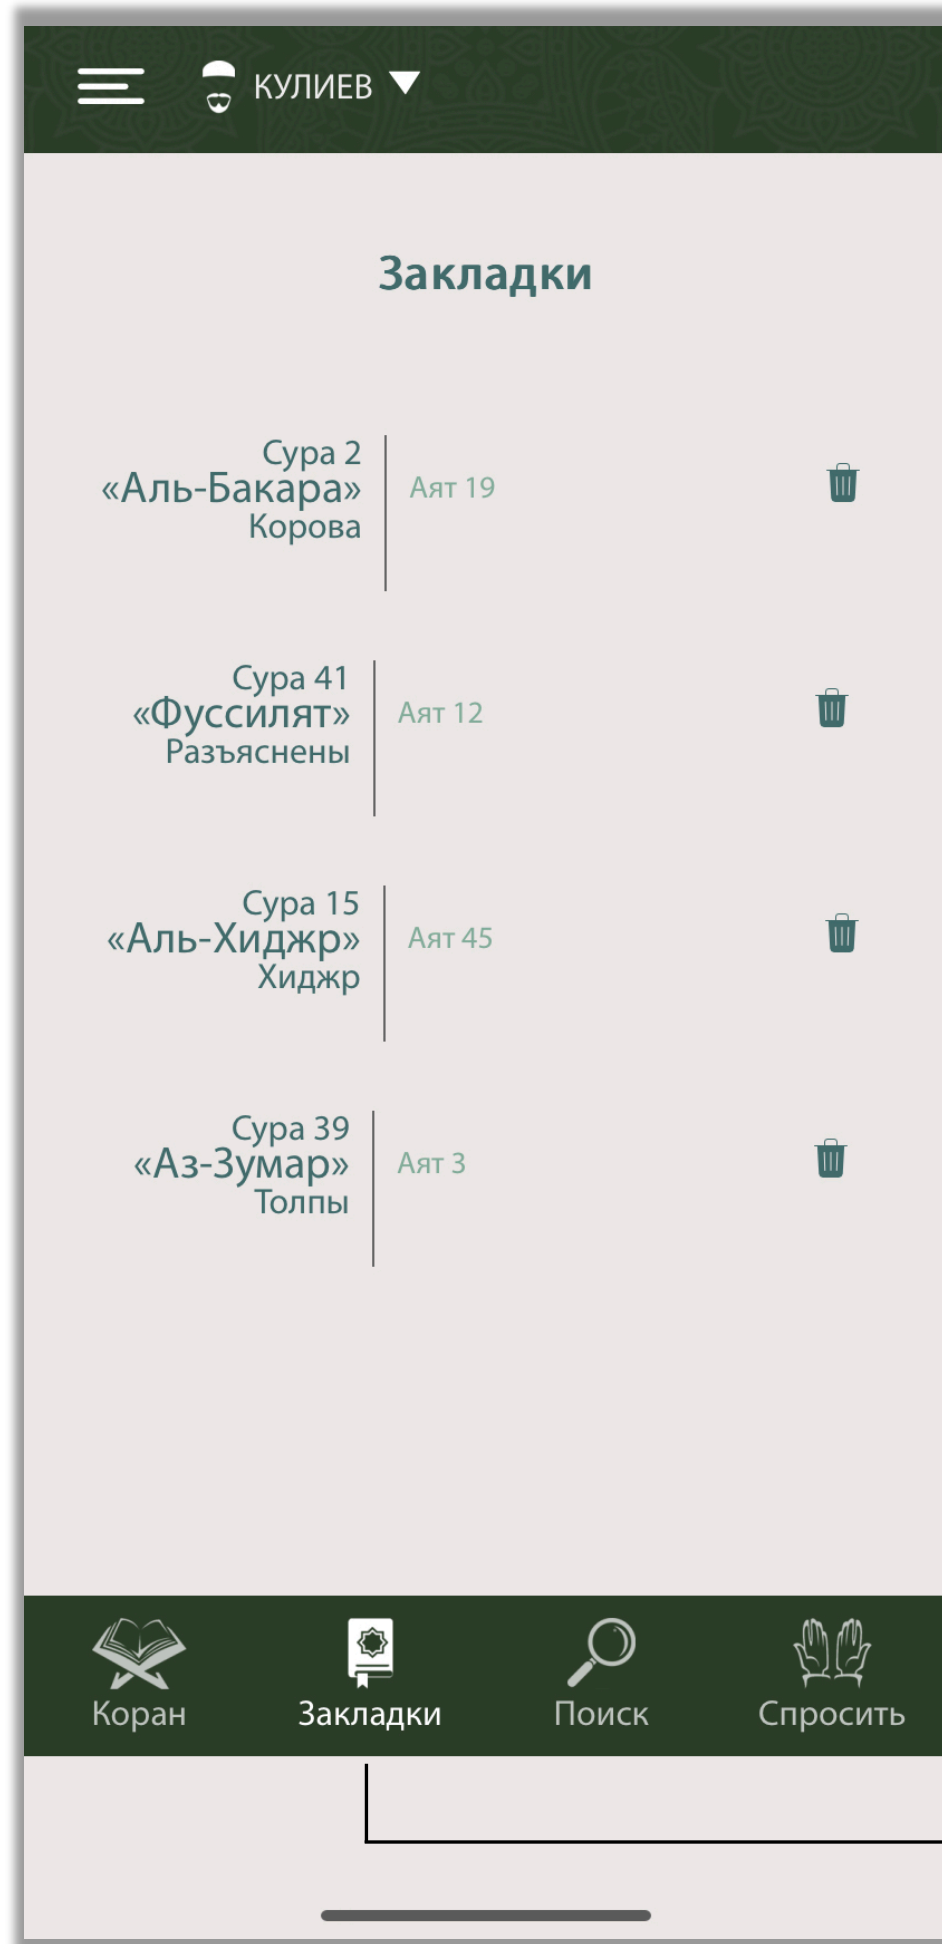 КУЛИЕВ
Закладки
Сура 2
«Аль-Бакара»
Корова
Аят 19
Сура 41
«Фуссилят»
Разъяснены
Аят 12
Сура 15
«Аль-Хиджр»
Хиджр
Аят 45
Сура 39
«Аз-Зумар»
Толпы
Аят 3
Коран
Закладки
Поиск
Спросить